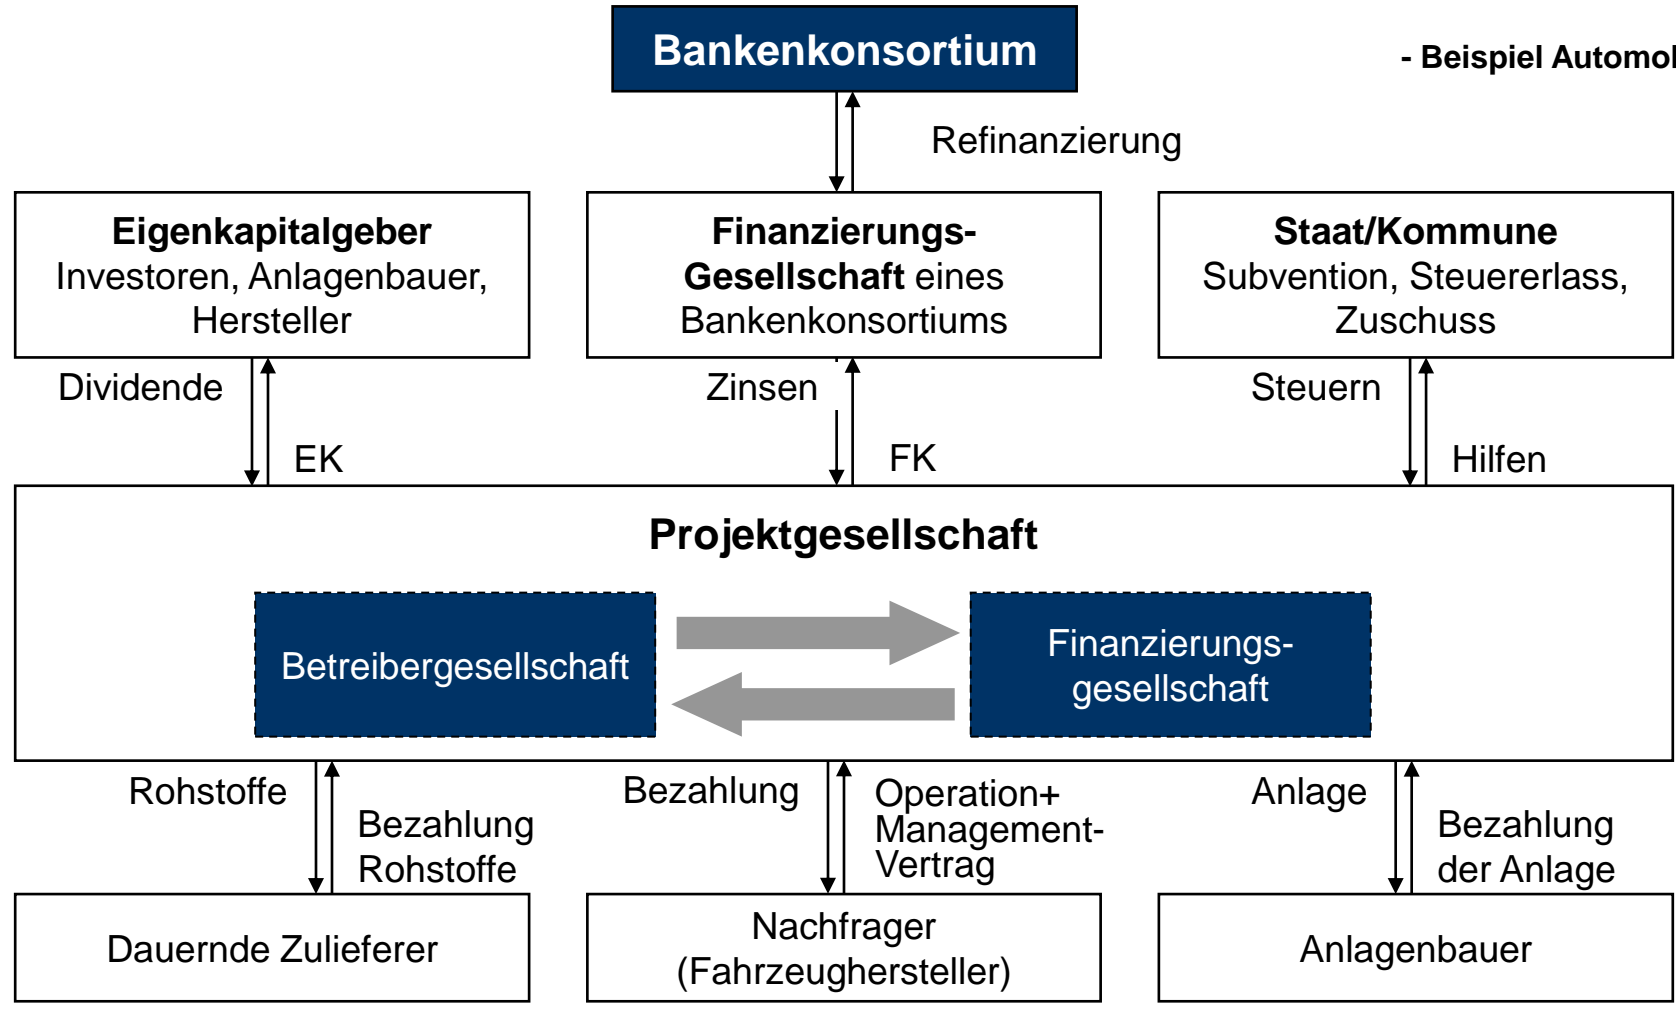 Bankenkonsortium
- Beispiel Automo
Refinanzierung
Eigenkapitalgeber
Investoren, Anlagenbauer,
Hersteller
Finanzierungs-
Gesellschaft eines
Bankenkonsortiums
Staat/Kommune
Subvention, Steuererlass,
Zuschuss
Dividende
EK
Zinsen
FK
Steuern
Hilfen
Projektgesellschaft
Betreibergesellschaft
Finanzierungs-
gesellschaft
Rohstoffe
Bezahlung
Rohstoffe
Bezahlung
Operation+
Management-
Vertrag
Anlage
Bezahlung
der Anlage
Dauernde Zulieferer
Nachfrager
(Fahrzeughersteller)
Anlagenbauer